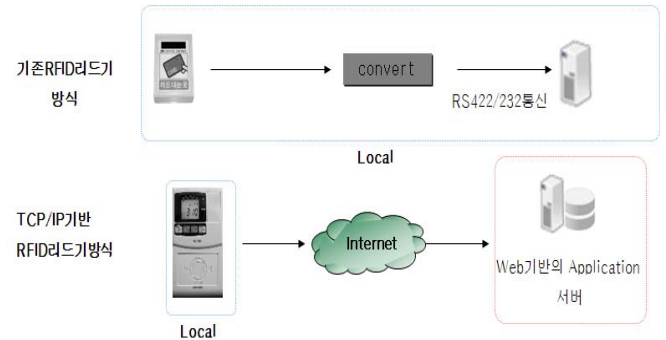 기존RFID리드기
방식
convert
RS422/232통신
Local
TCP/IP기반
RFID리드기방식
Internet
Web기반의 Application
서버
Local